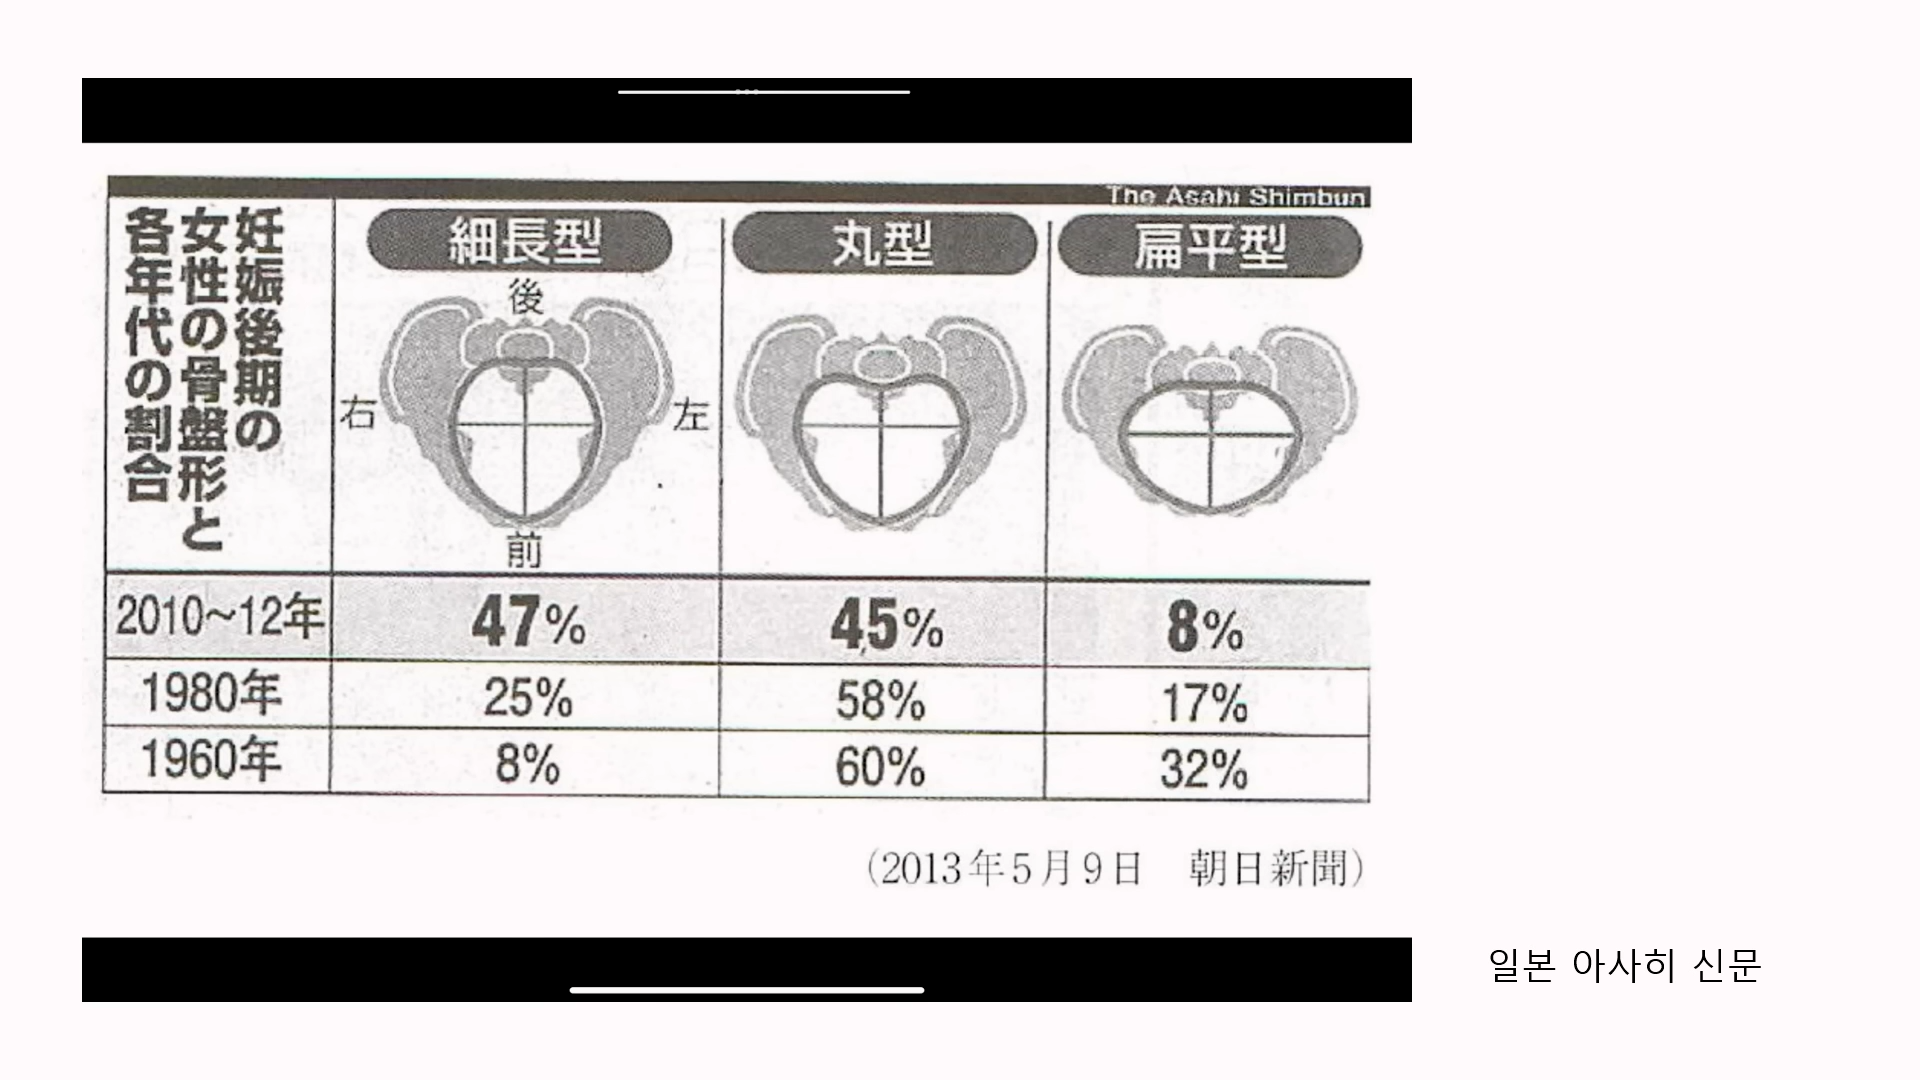 The Asahi Shimbun
妊娠後期の
女性の骨盤形と
各年代の割合
細長型
丸型
扁平型
後
右
左
前
2010~12年 47% 45% 8%
1980年 25% 58% 17%
1960年 8% 60% 32%
（2013年5月9日　朝日新聞）
일본 아사히 신문